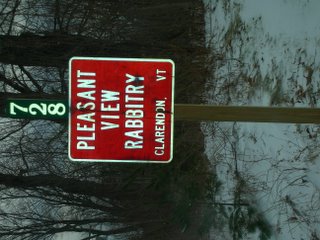 728
PLEASANT
VIEW
RABBITRY
CLARENDON, VT